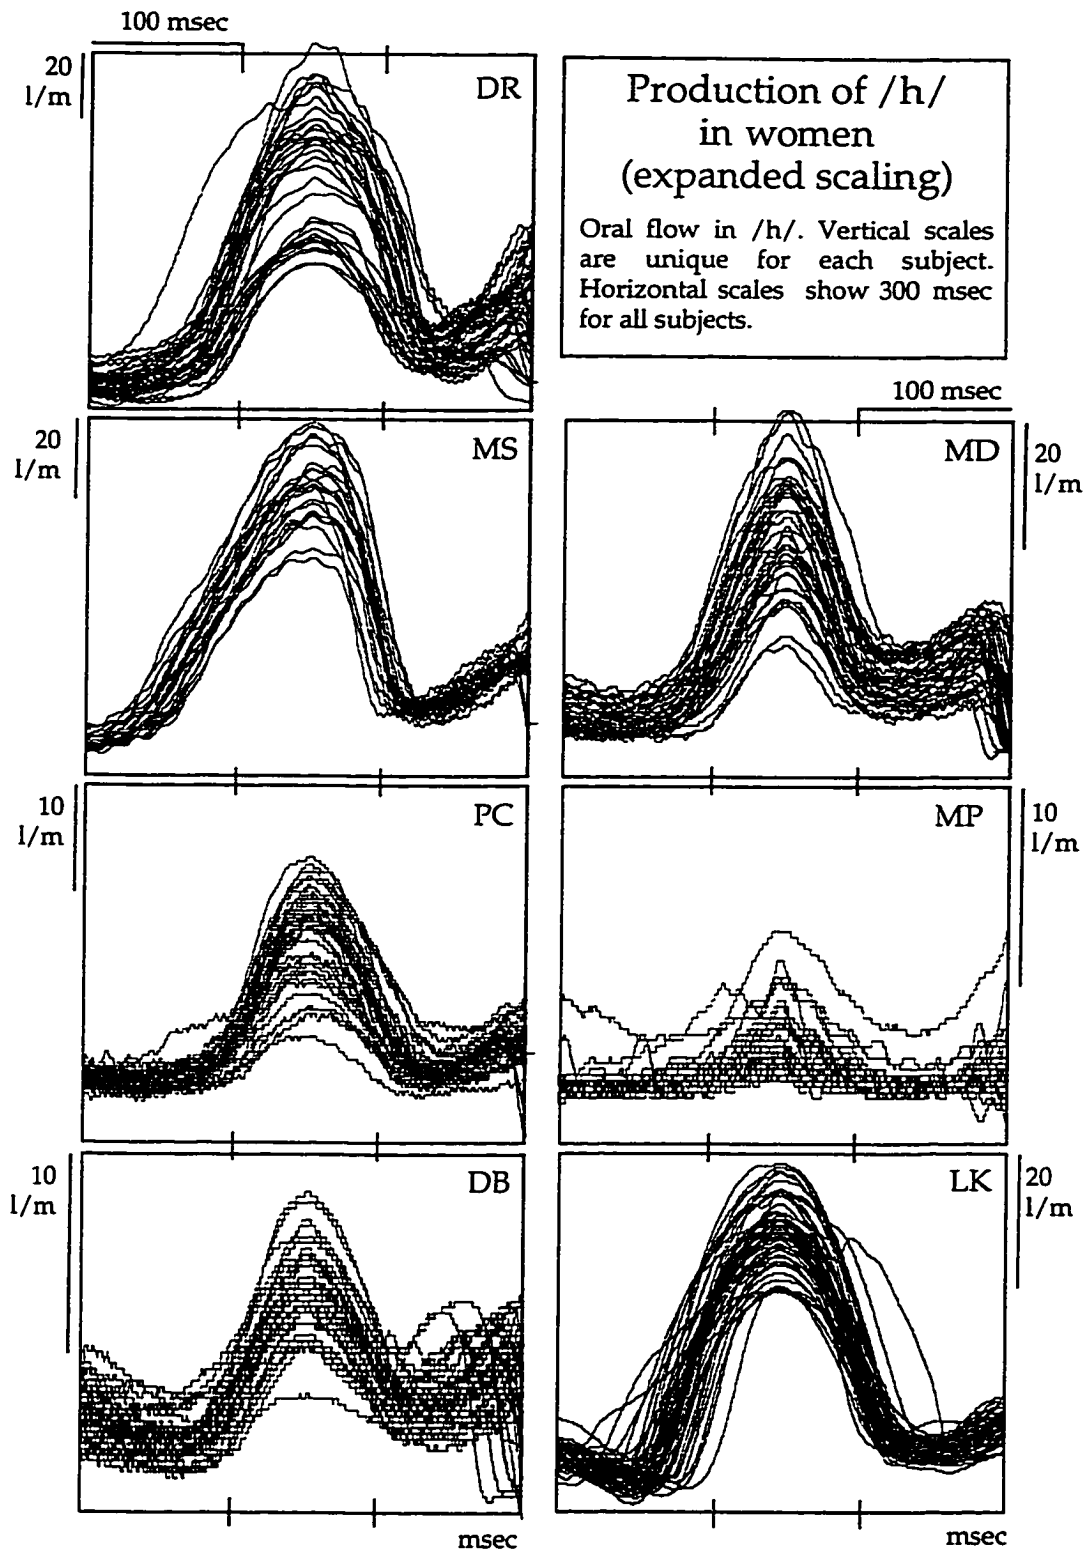 100 msec
20
l/m
DR
Production of /h/
in women
(expanded scaling)
Oral flow in /h/. Vertical scales
are unique for each subject.
Horizontal scales show 300 msec
for all subjects.
100 msec
20
l/m
MS
MD
20
l/m
10
l/m
PC
MP
10
l/m
10
l/m
DB
LK
20
l/m
msec
msec